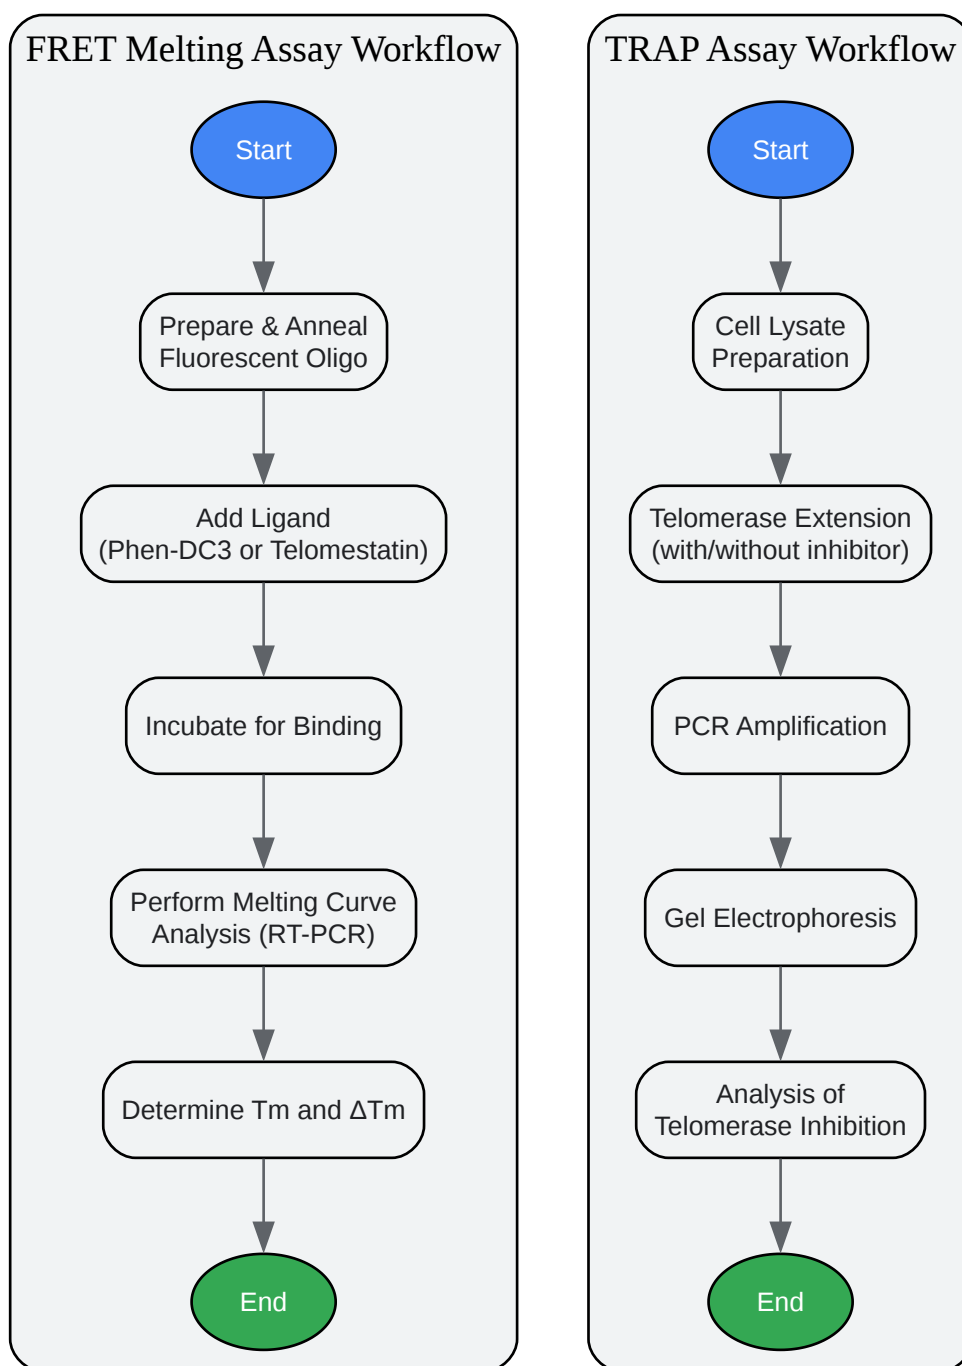 FRET Melting Assay Workflow
Start
Prepare & Anneal
Fluorescent Oligo
Add Ligand
(Phen-DC3 or Telomestatin)
Incubate for Binding
Perform Melting Curve
Analysis (RT-PCR)
Determine Tm and ΔTm
End
TRAP Assay Workflow
Start
Cell Lysate
Preparation
Telomerase Extension
(with/without inhibitor)
PCR Amplification
Gel Electrophoresis
Analysis of
Telomerase Inhibition
End